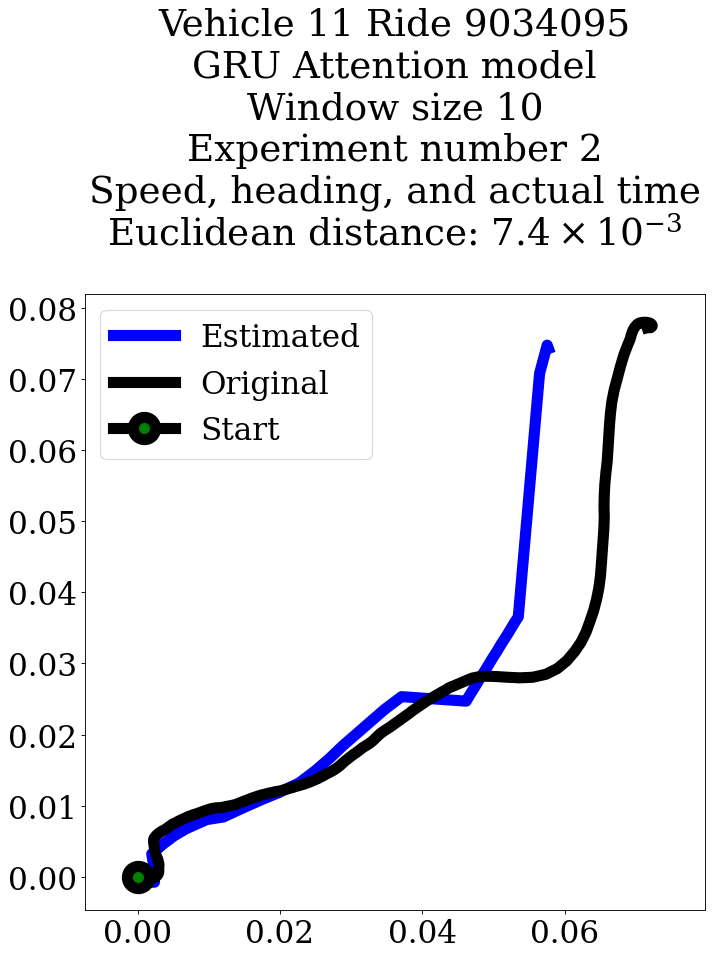 Vehicle 11 Ride 9034095
GRU Attention model
Window size 10
Experiment number 2
Speed, heading, and actual time
Euclidean distance: 7.4 × 10⁻³
0.08
Estimated
0.07
Original
Start
0.06
0.05
0.04
0.03
0.02
0.01
0.00
0.00 0.02 0.04 0.06